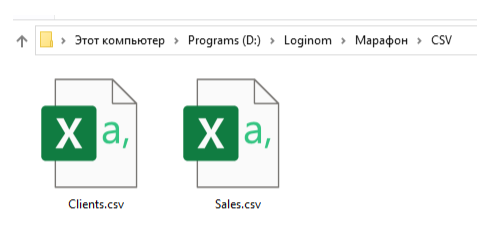 Этот компьютер > Programs (D:) > Loginom > Марафон > CSV
X a,
X a,
Clients.csv
Sales.csv